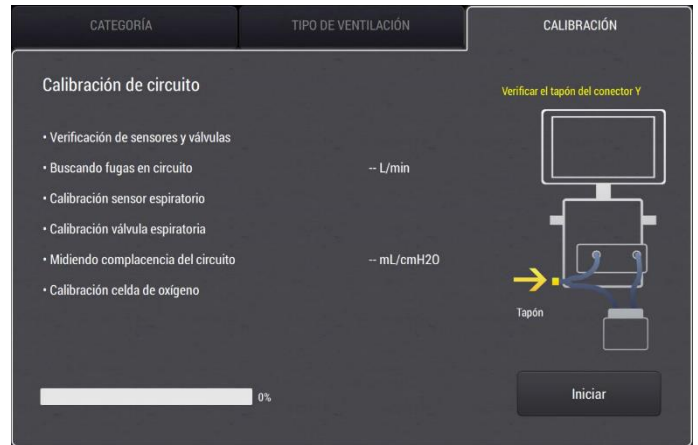 CATEGORÍA
TIPO DE VENTILACIÓN
CALIBRACIÓN
Calibración de circuito
Verificar el tapón del conector Y
• Verificación de sensores y válvulas
• Buscando fugas en circuito -- L/min
• Calibración sensor espiratorio
• Calibración válvula espiratoria
• Midiendo complacencia del circuito -- mL/cmH2O
• Calibración celda de oxígeno
Tapón
0%
Iniciar